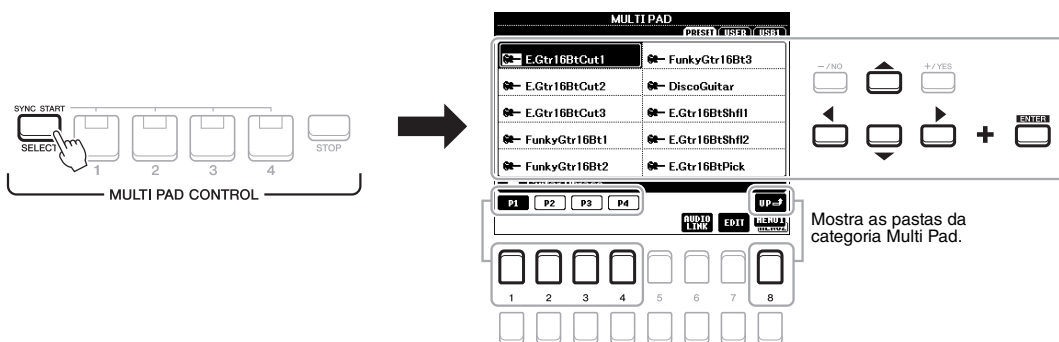 MULTI PAD
PRESET USER USB1
E.Gtr16BtCut1 FunkyGtr16Bt3
E.Gtr16BtCut2 DiscoGuitar
E.Gtr16BtCut3 E.Gtr16BtShfl1
FunkyGtr16Bt1 E.Gtr16BtShfl2
FunkyGtr16Bt2 E.Gtr16BtPick
P1 P2 P3 P4 UP
AUDIO LINK EDIT MENU1
SYNC START
SELECT
1 2 3 4 STOP
MULTI PAD CONTROL
–/NO +/YES
+ ENTER
Mostra as pastas da
categoria Multi Pad.
1 2 3 4 5 6 7 8